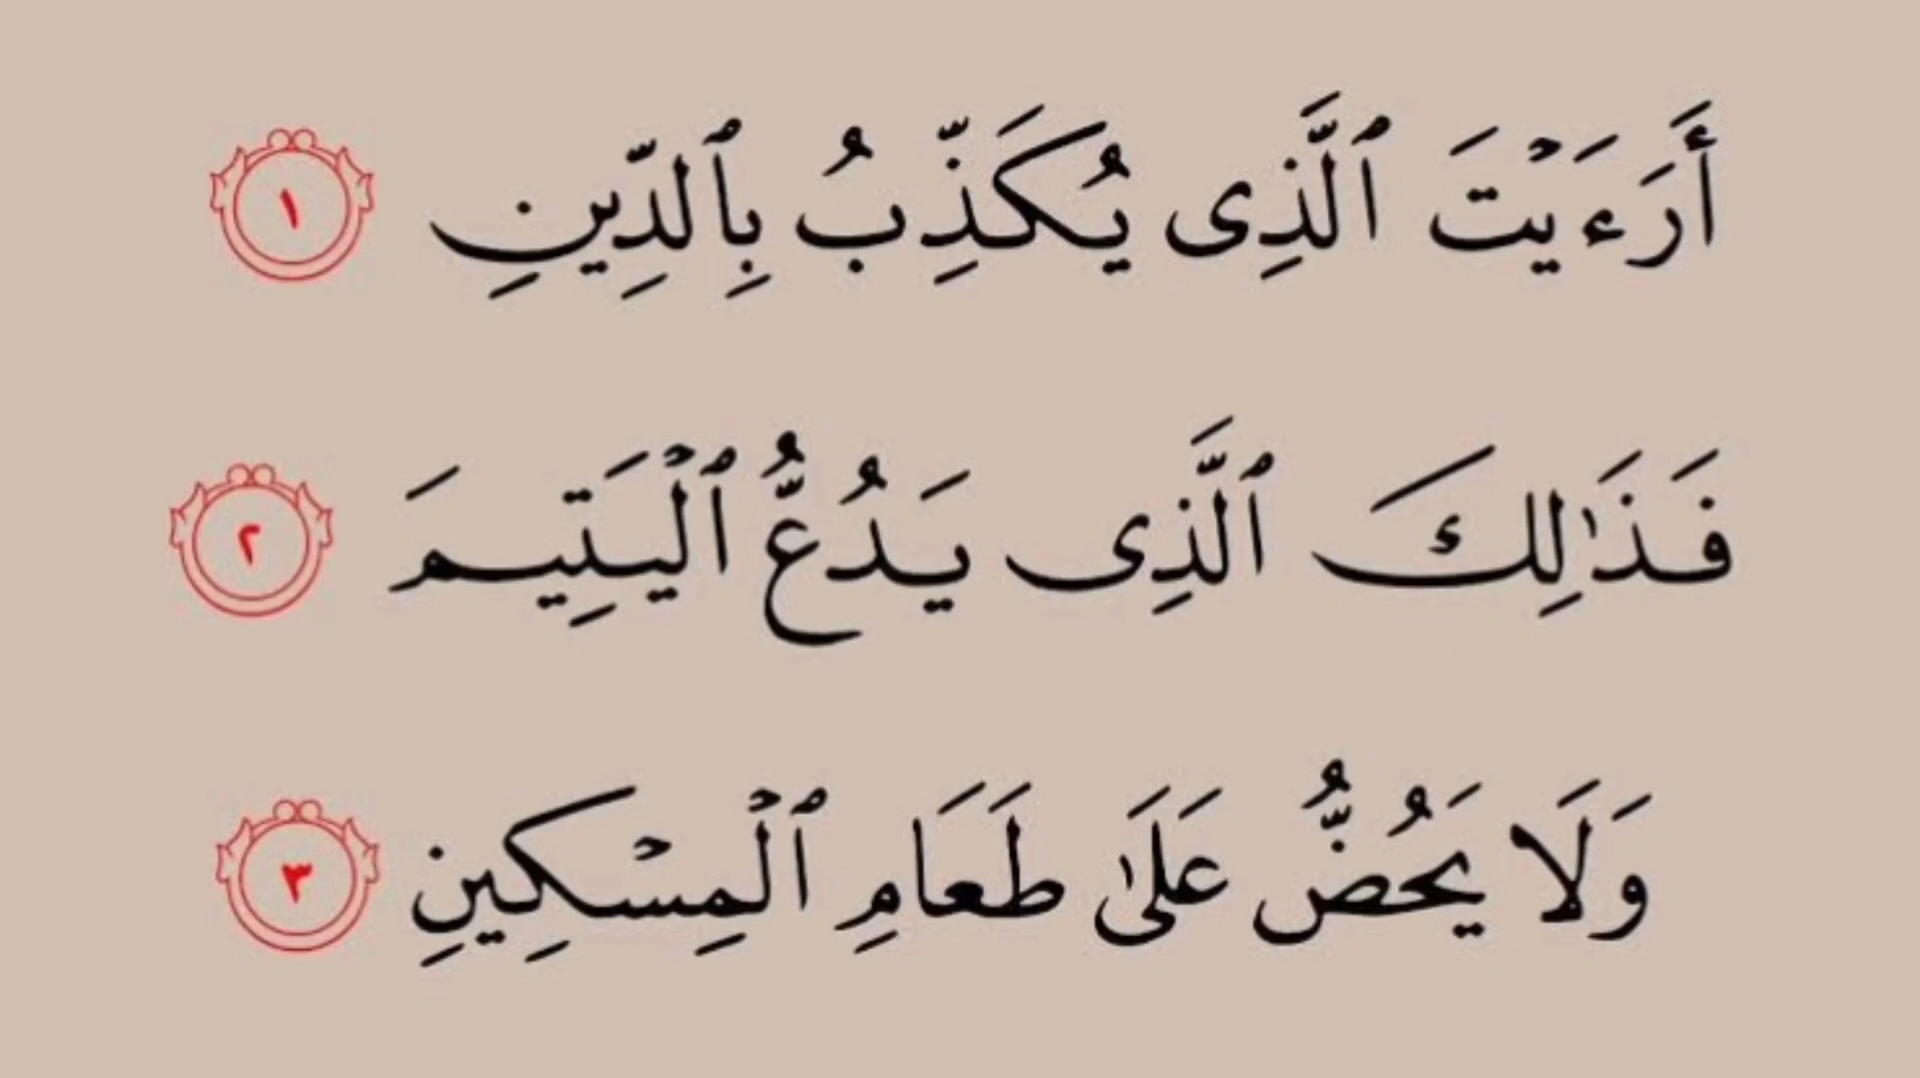 أَرَءَيۡتَ ٱلَّذِى يُكَذِّبُ بِٱلدِّينِ ١
فَذَٰلِكَ ٱلَّذِى يَدُعُّ ٱلۡيَتِيمَ ٢
وَلَا يَحُضُّ عَلَىٰ طَعَامِ ٱلۡمِسۡكِينِ ٣